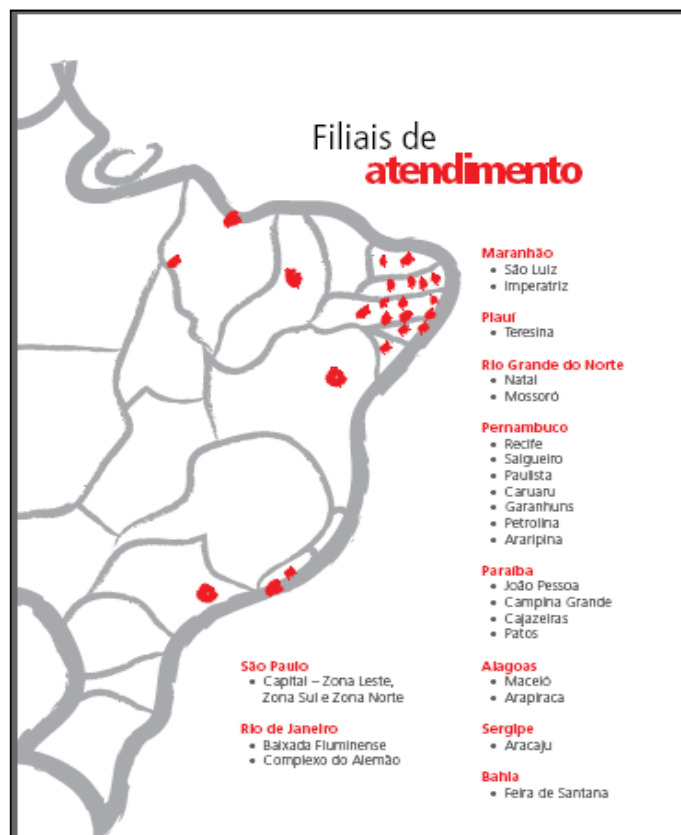 Filiais de
atendimento
Maranhão
• São Luiz
• Imperatriz
Piauí
• Teresina
Rio Grande do Norte
• Natal
• Mossoró
Pernambuco
• Recife
• Salgueiro
• Paulista
• Caruaru
• Garanhuns
• Petrolina
• Araripina
Paraíba
• João Pessoa
• Campina Grande
• Cajazeiras
• Patos
São Paulo
• Capital – Zona Leste,
Zona Sul e Zona Norte
Rio de Janeiro
• Baixada Fluminense
• Complexo do Alemão
Alagoas
• Maceió
• Arapiraca
Sergipe
• Aracaju
Bahia
• Feira de Santana